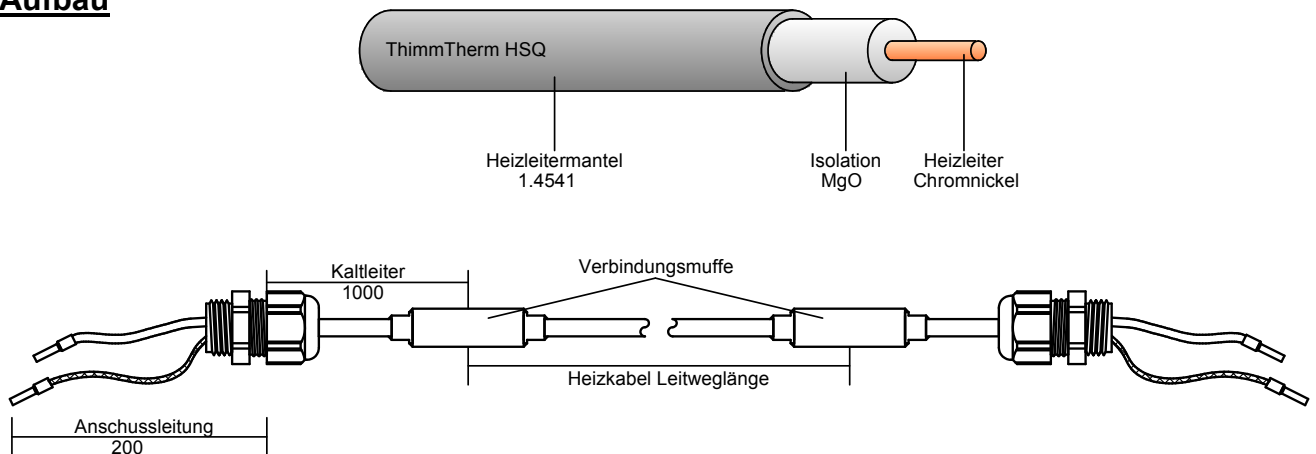 Aufbau
ThimmTherm HSQ
Heizleitermantel
1.4541
Isolation
MgO
Heizleiter
Chromnickel
Kaltleiter
1000
Verbindungsmuffe
Heizkabel Leitweglänge
Anschussleitung
200